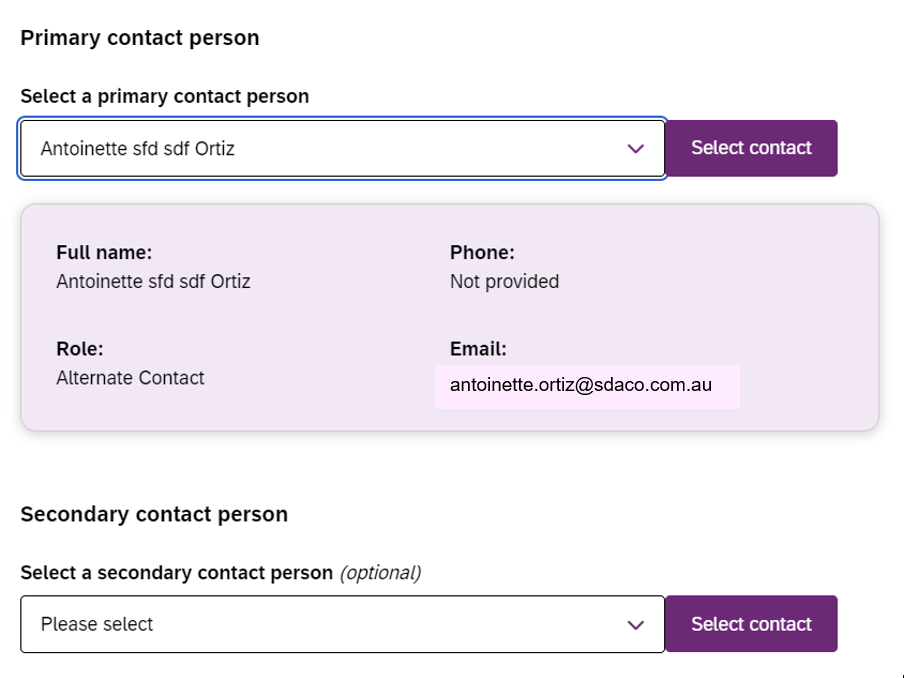 Primary contact person
Select a primary contact person
Antoinette sfd sdf Ortiz
Select contact
Full name:
Antoinette sfd sdf Ortiz
Phone:
Not provided
Role:
Alternate Contact
Email:
antoinette.ortiz@sdaco.com.au
Secondary contact person
Select a secondary contact person (optional)
Please select
Select contact